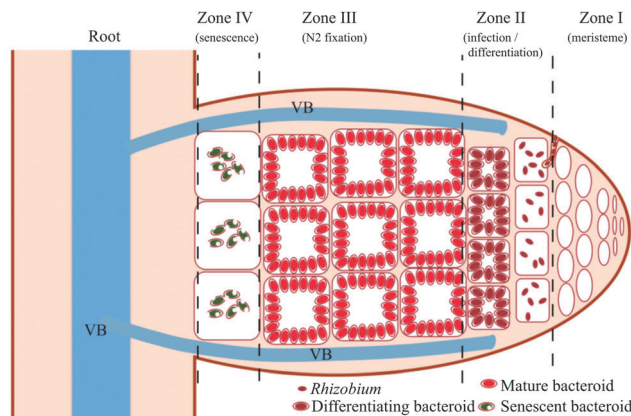 Root
Zone IV
(senescence)
Zone III
(N2 fixation)
Zone II
(infection /
differentiation)
Zone I
(meristeme)
VB
VB
VB
Rhizobium
Mature bacteroid
Differentiating bacteroid
Senescent bacteroid